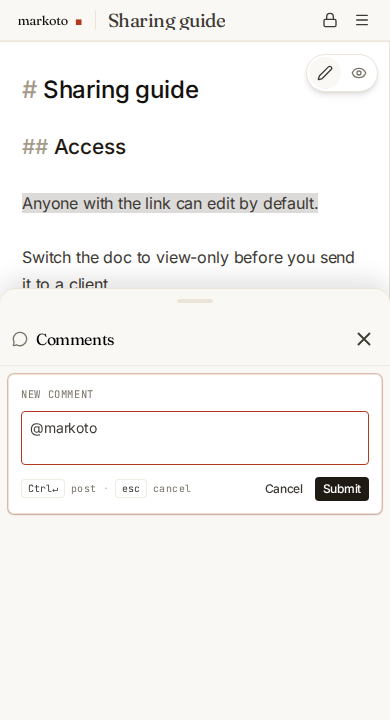 markoto
Sharing guide
# Sharing guide
## Access
Anyone with the link can edit by default.
Switch the doc to view-only before you send
it to a client.
Comments
NEW COMMENT
@markoto
Ctrl↵ post · esc cancel
Cancel
Submit